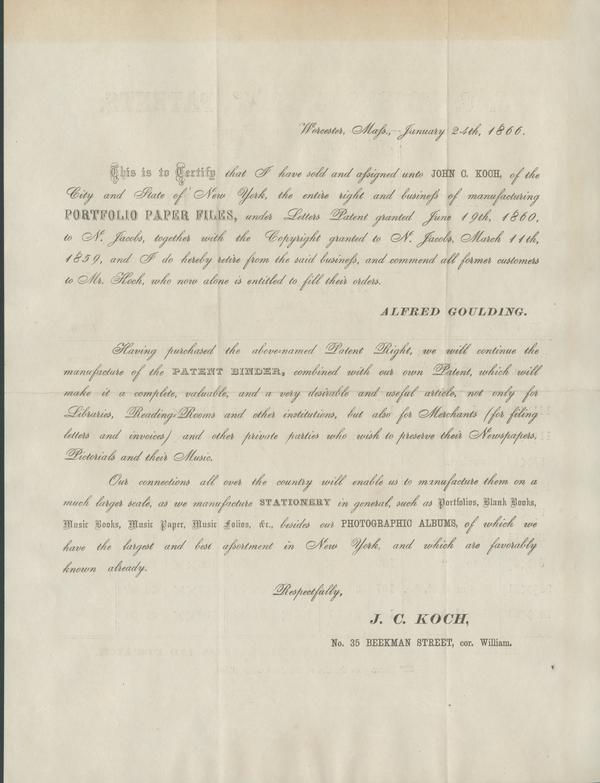 Worcester, Mass., January 24th, 1866.
This is to Certify that I have sold and assigned unto JOHN C. KOCH, of the
City and State of New York, the entire right and business of manufacturing
PORTFOLIO PAPER FILES, under Letters Patent granted June 19th, 1860,
to N. Jacobs, together with the Copyright granted to N. Jacobs, March 11th,
1859, and I do hereby retire from the said business, and commend all former customers
to Mr. Koch, who now alone is entitled to fill their orders.
ALFRED GOULDING.
Having purchased the above-named Patent Right, we will continue the
manufacture of the PATENT BINDER, combined with our own Patent, which will
make it a complete, valuable, and a very desirable and useful article, not only for
Libraries, Reading-Rooms and other institutions, but also for Merchants (for filing
letters and invoices) and other private parties who wish to preserve their Newspapers,
Pictorials and their Music.
Our connections all over the country will enable us to manufacture them on a
much larger scale, as we manufacture STATIONERY in general, such as Portfolios, Blank Books,
Music Books, Music Paper, Music Folios, &c., besides our PHOTOGRAPHIC ALBUMS, of which we
have the largest and best assortment in New York, and which are favorably
known already.
Respectfully,
J. C. KOCH,
No. 35 BEEKMAN STREET, cor. William.